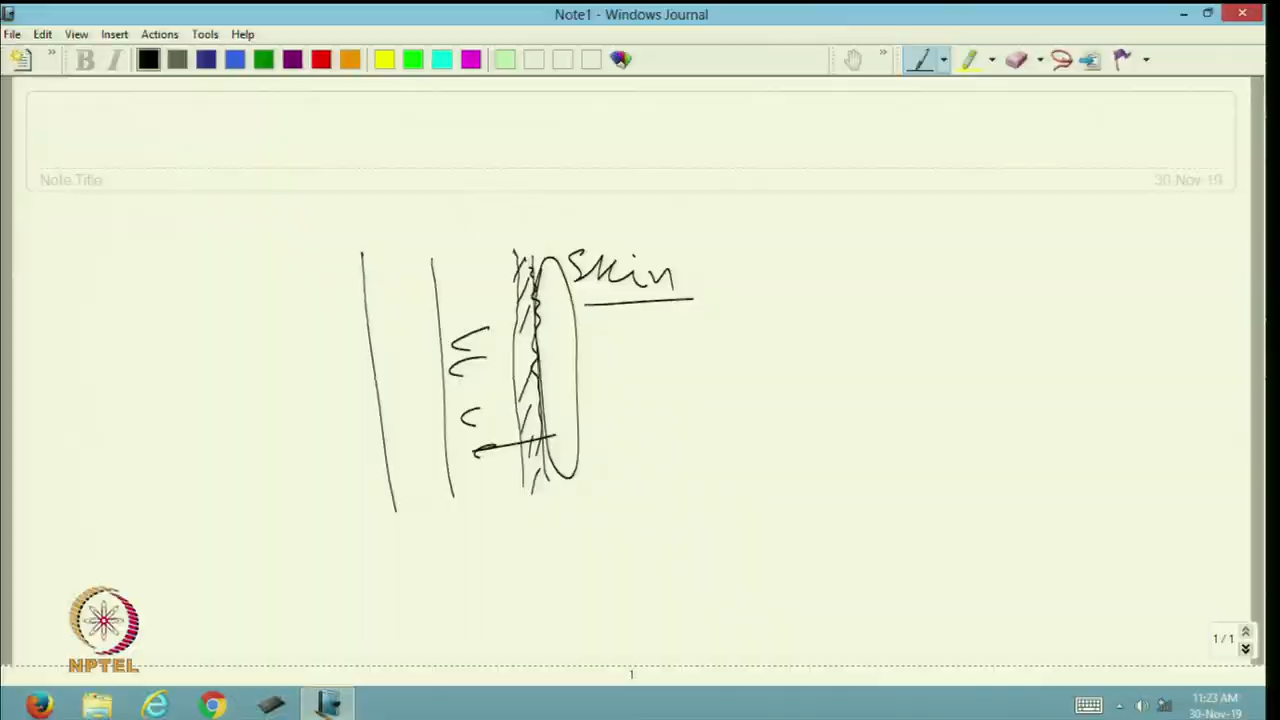 Note1 - Windows Journal
File Edit View Insert Actions Tools Help
B I
Note Title
30-Nov-19
skin
1 / 1
NPTEL
1
11:23 AM
30-Nov-19